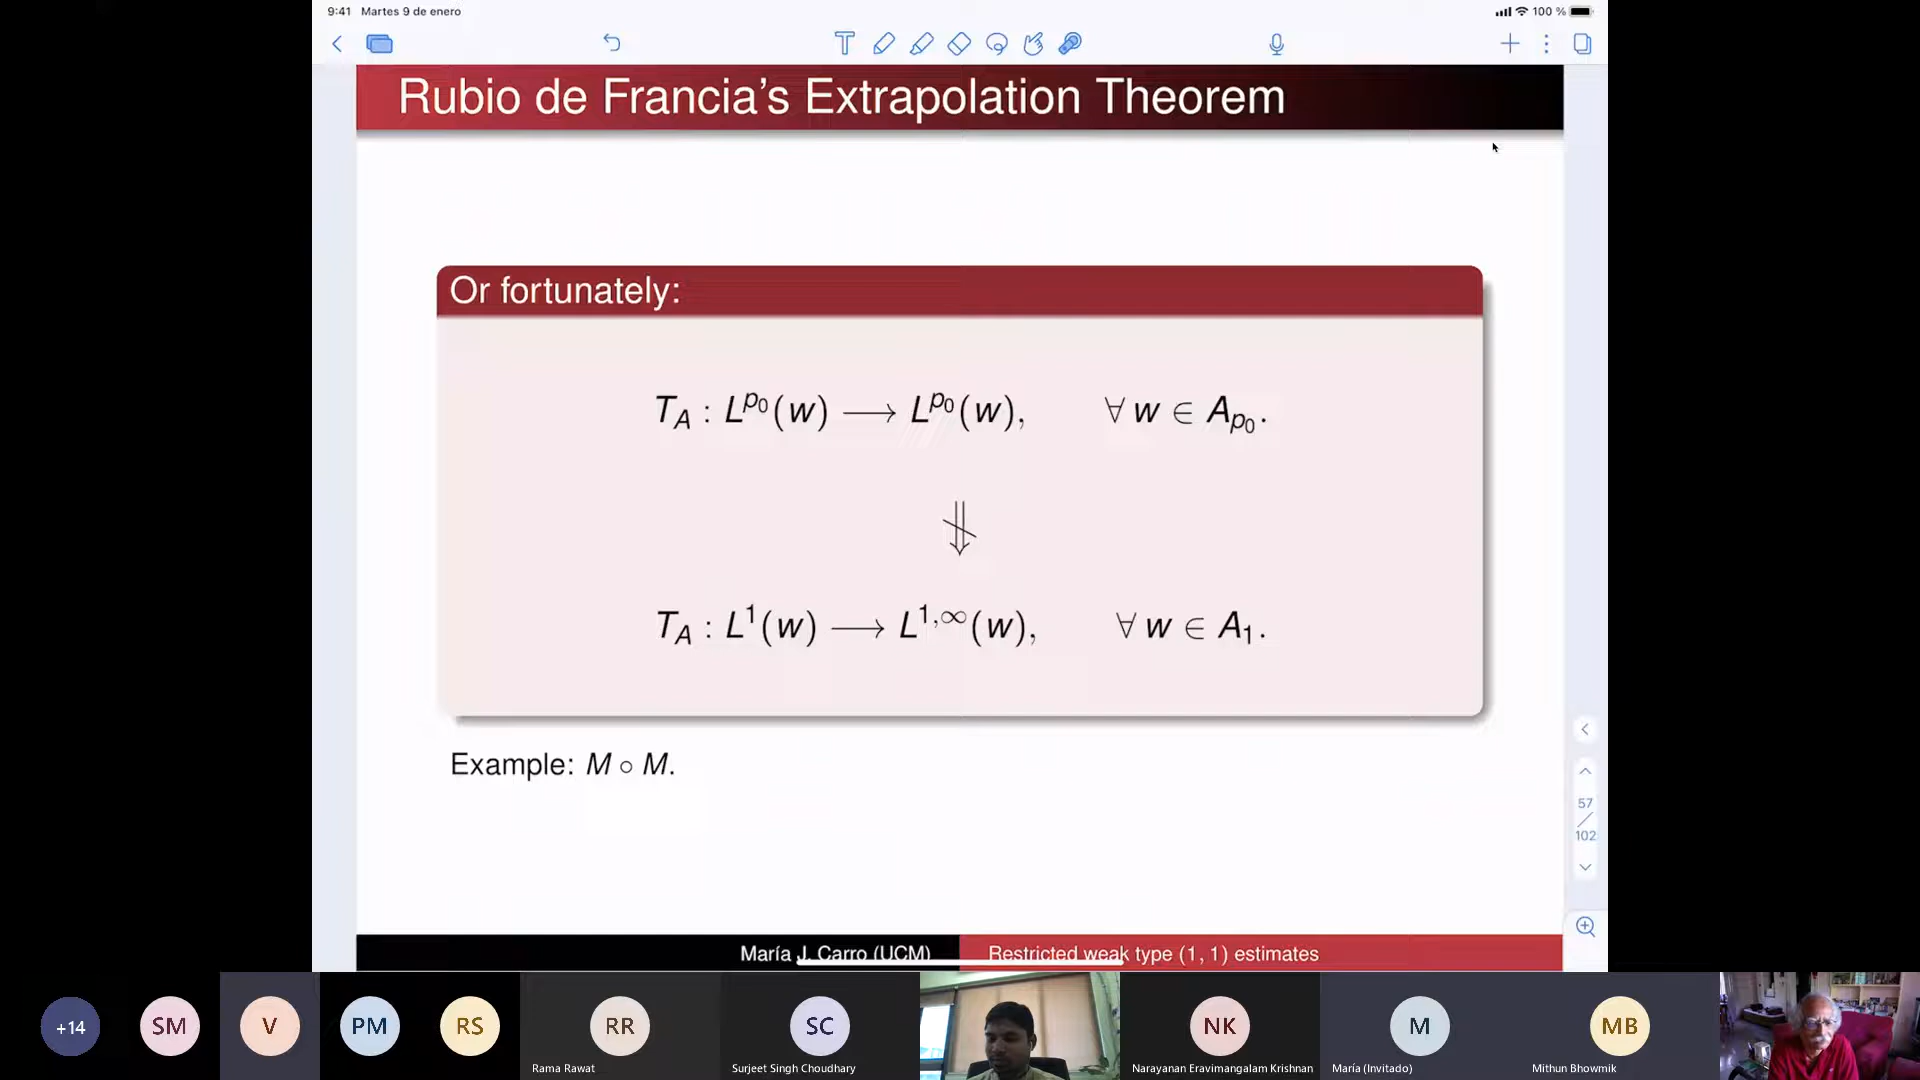 9:41 Martes 9 de enero
100 %
Rubio de Francia's Extrapolation Theorem
Or fortunately:
T_A : L^{p_0}(w) ⟶ L^{p_0}(w), ∀ w ∈ A_{p_0}.
T_A : L^1(w) ⟶ L^{1,∞}(w), ∀ w ∈ A_1.
Example: M ∘ M.
57
102
María J. Carro (UCM) Restricted weak type (1, 1) estimates
+14 SM V PM RS RR SC NK M MB
Rama Rawat Surjeet Singh Choudhary Narayanan Eravimangalam Krishnan María (Invitado) Mithun Bhowmik